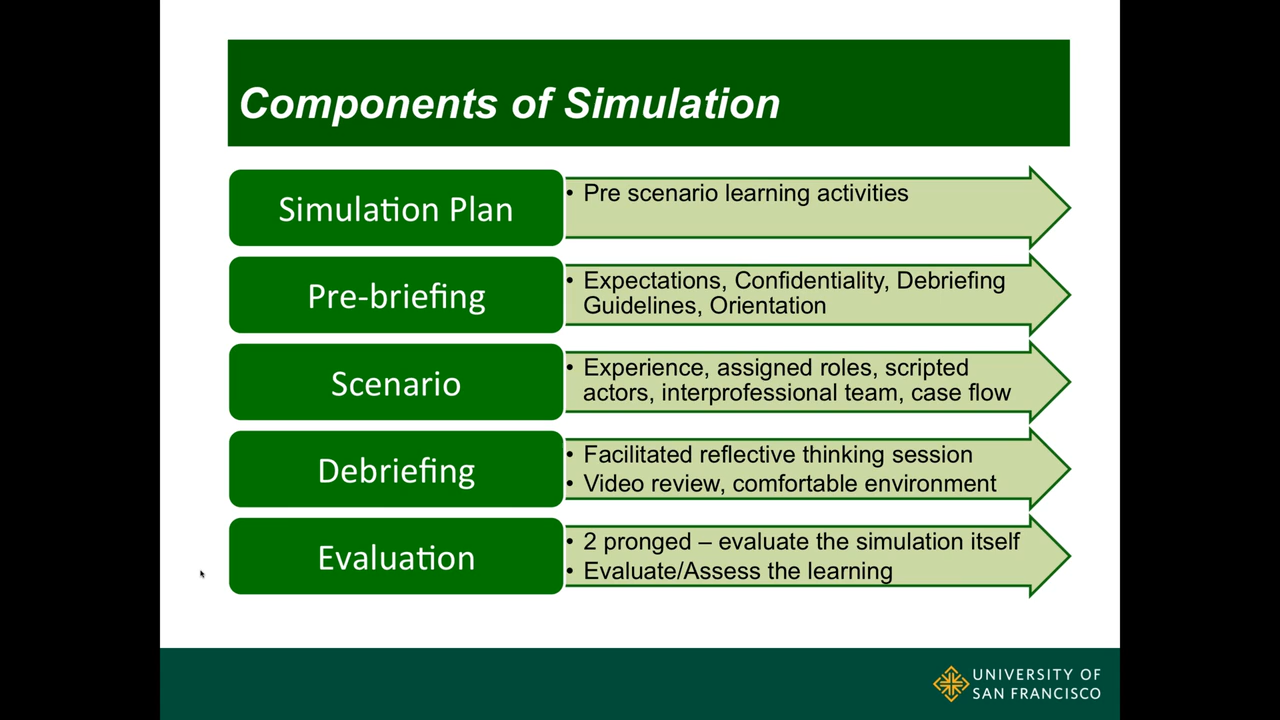 Components of Simulation
Simulation Plan
• Pre scenario learning activities
Pre-briefing
• Expectations, Confidentiality, Debriefing
Guidelines, Orientation
Scenario
• Experience, assigned roles, scripted
actors, interprofessional team, case flow
Debriefing
• Facilitated reflective thinking session
• Video review, comfortable environment
Evaluation
• 2 pronged – evaluate the simulation itself
• Evaluate/Assess the learning
UNIVERSITY OF
SAN FRANCISCO